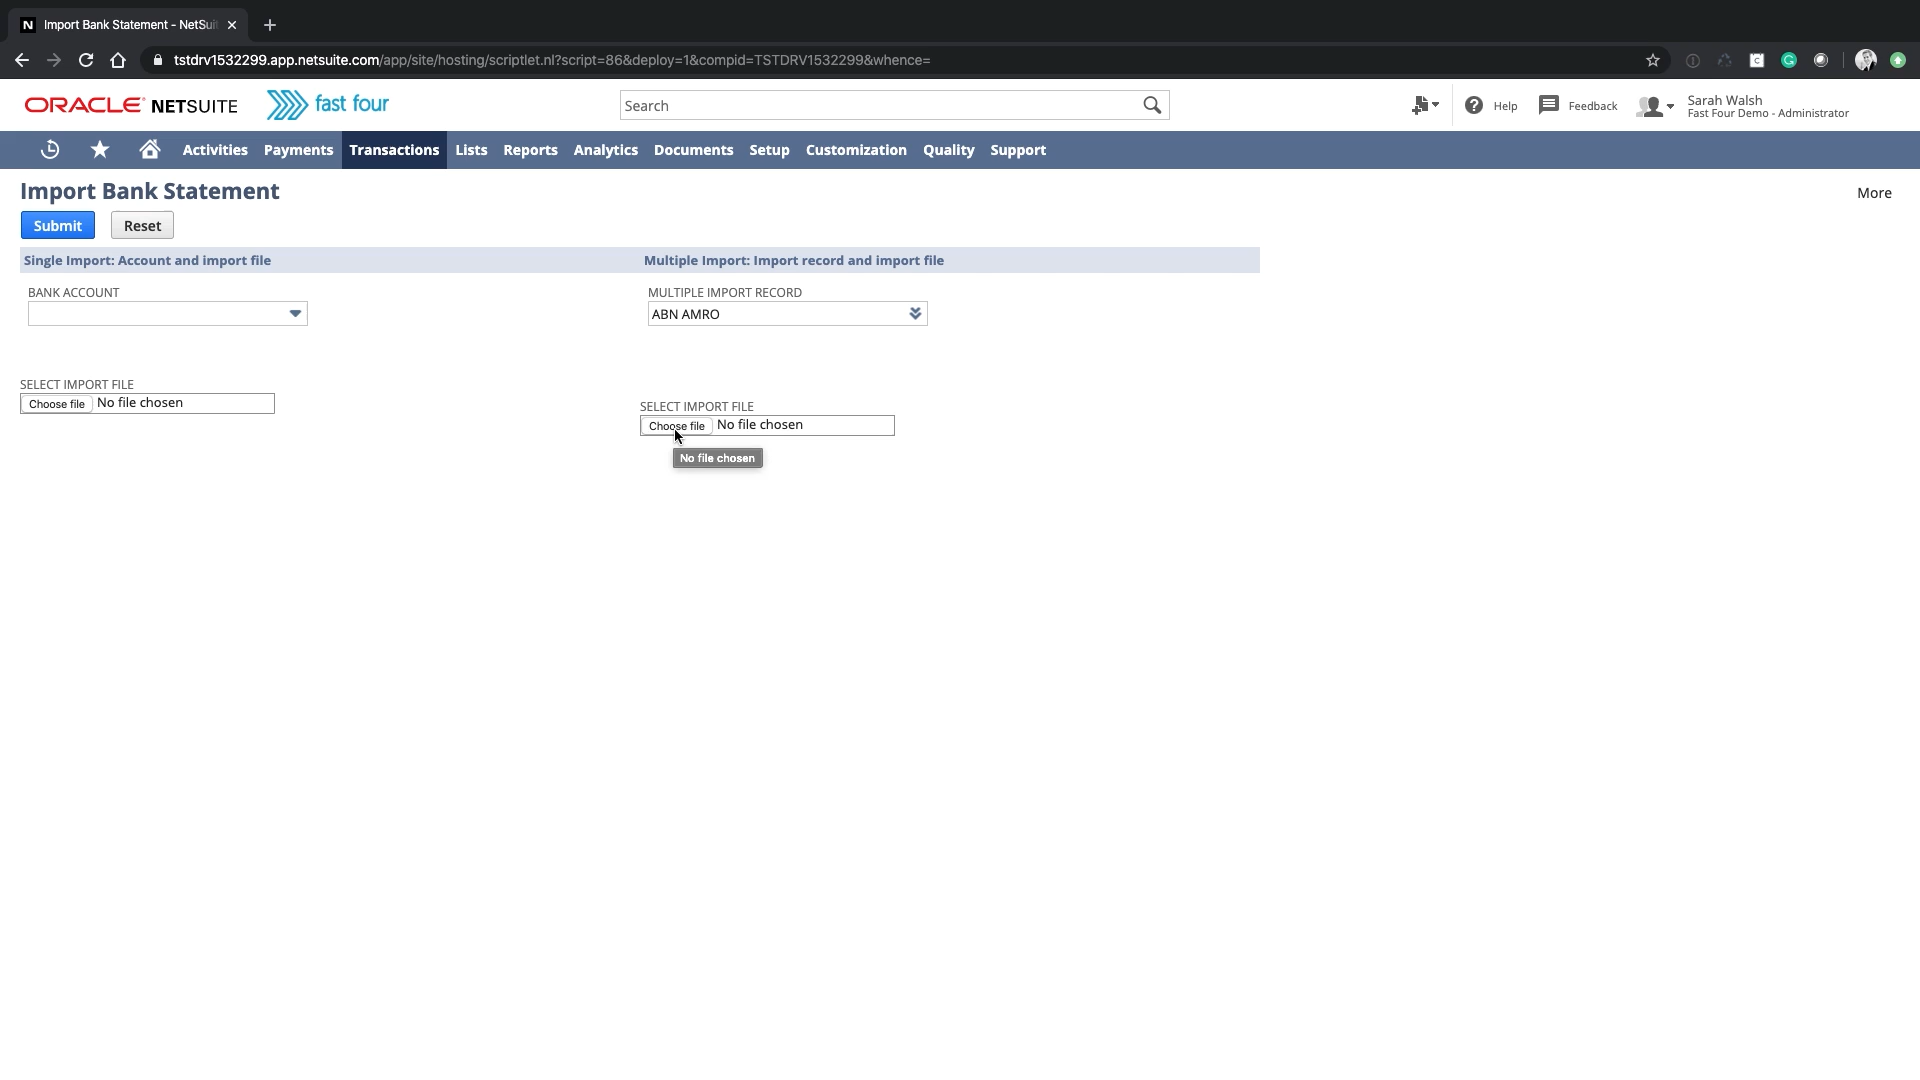 N Import Bank Statement - NetSui
tstdrv1532299.app.netsuite.com/app/site/hosting/scriptlet.nl?script=86&deploy=1&compid=TSTDRV1532299&whence=
ORACLE NETSUITE fast four
Search
Help
Feedback
Sarah Walsh
Fast Four Demo - Administrator
Activities Payments Transactions Lists Reports Analytics Documents Setup Customization Quality Support
Import Bank Statement
More
Submit Reset
Single Import: Account and import file
Multiple Import: Import record and import file
BANK ACCOUNT
MULTIPLE IMPORT RECORD
ABN AMRO
SELECT IMPORT FILE
Choose file No file chosen
SELECT IMPORT FILE
Choose file No file chosen
No file chosen